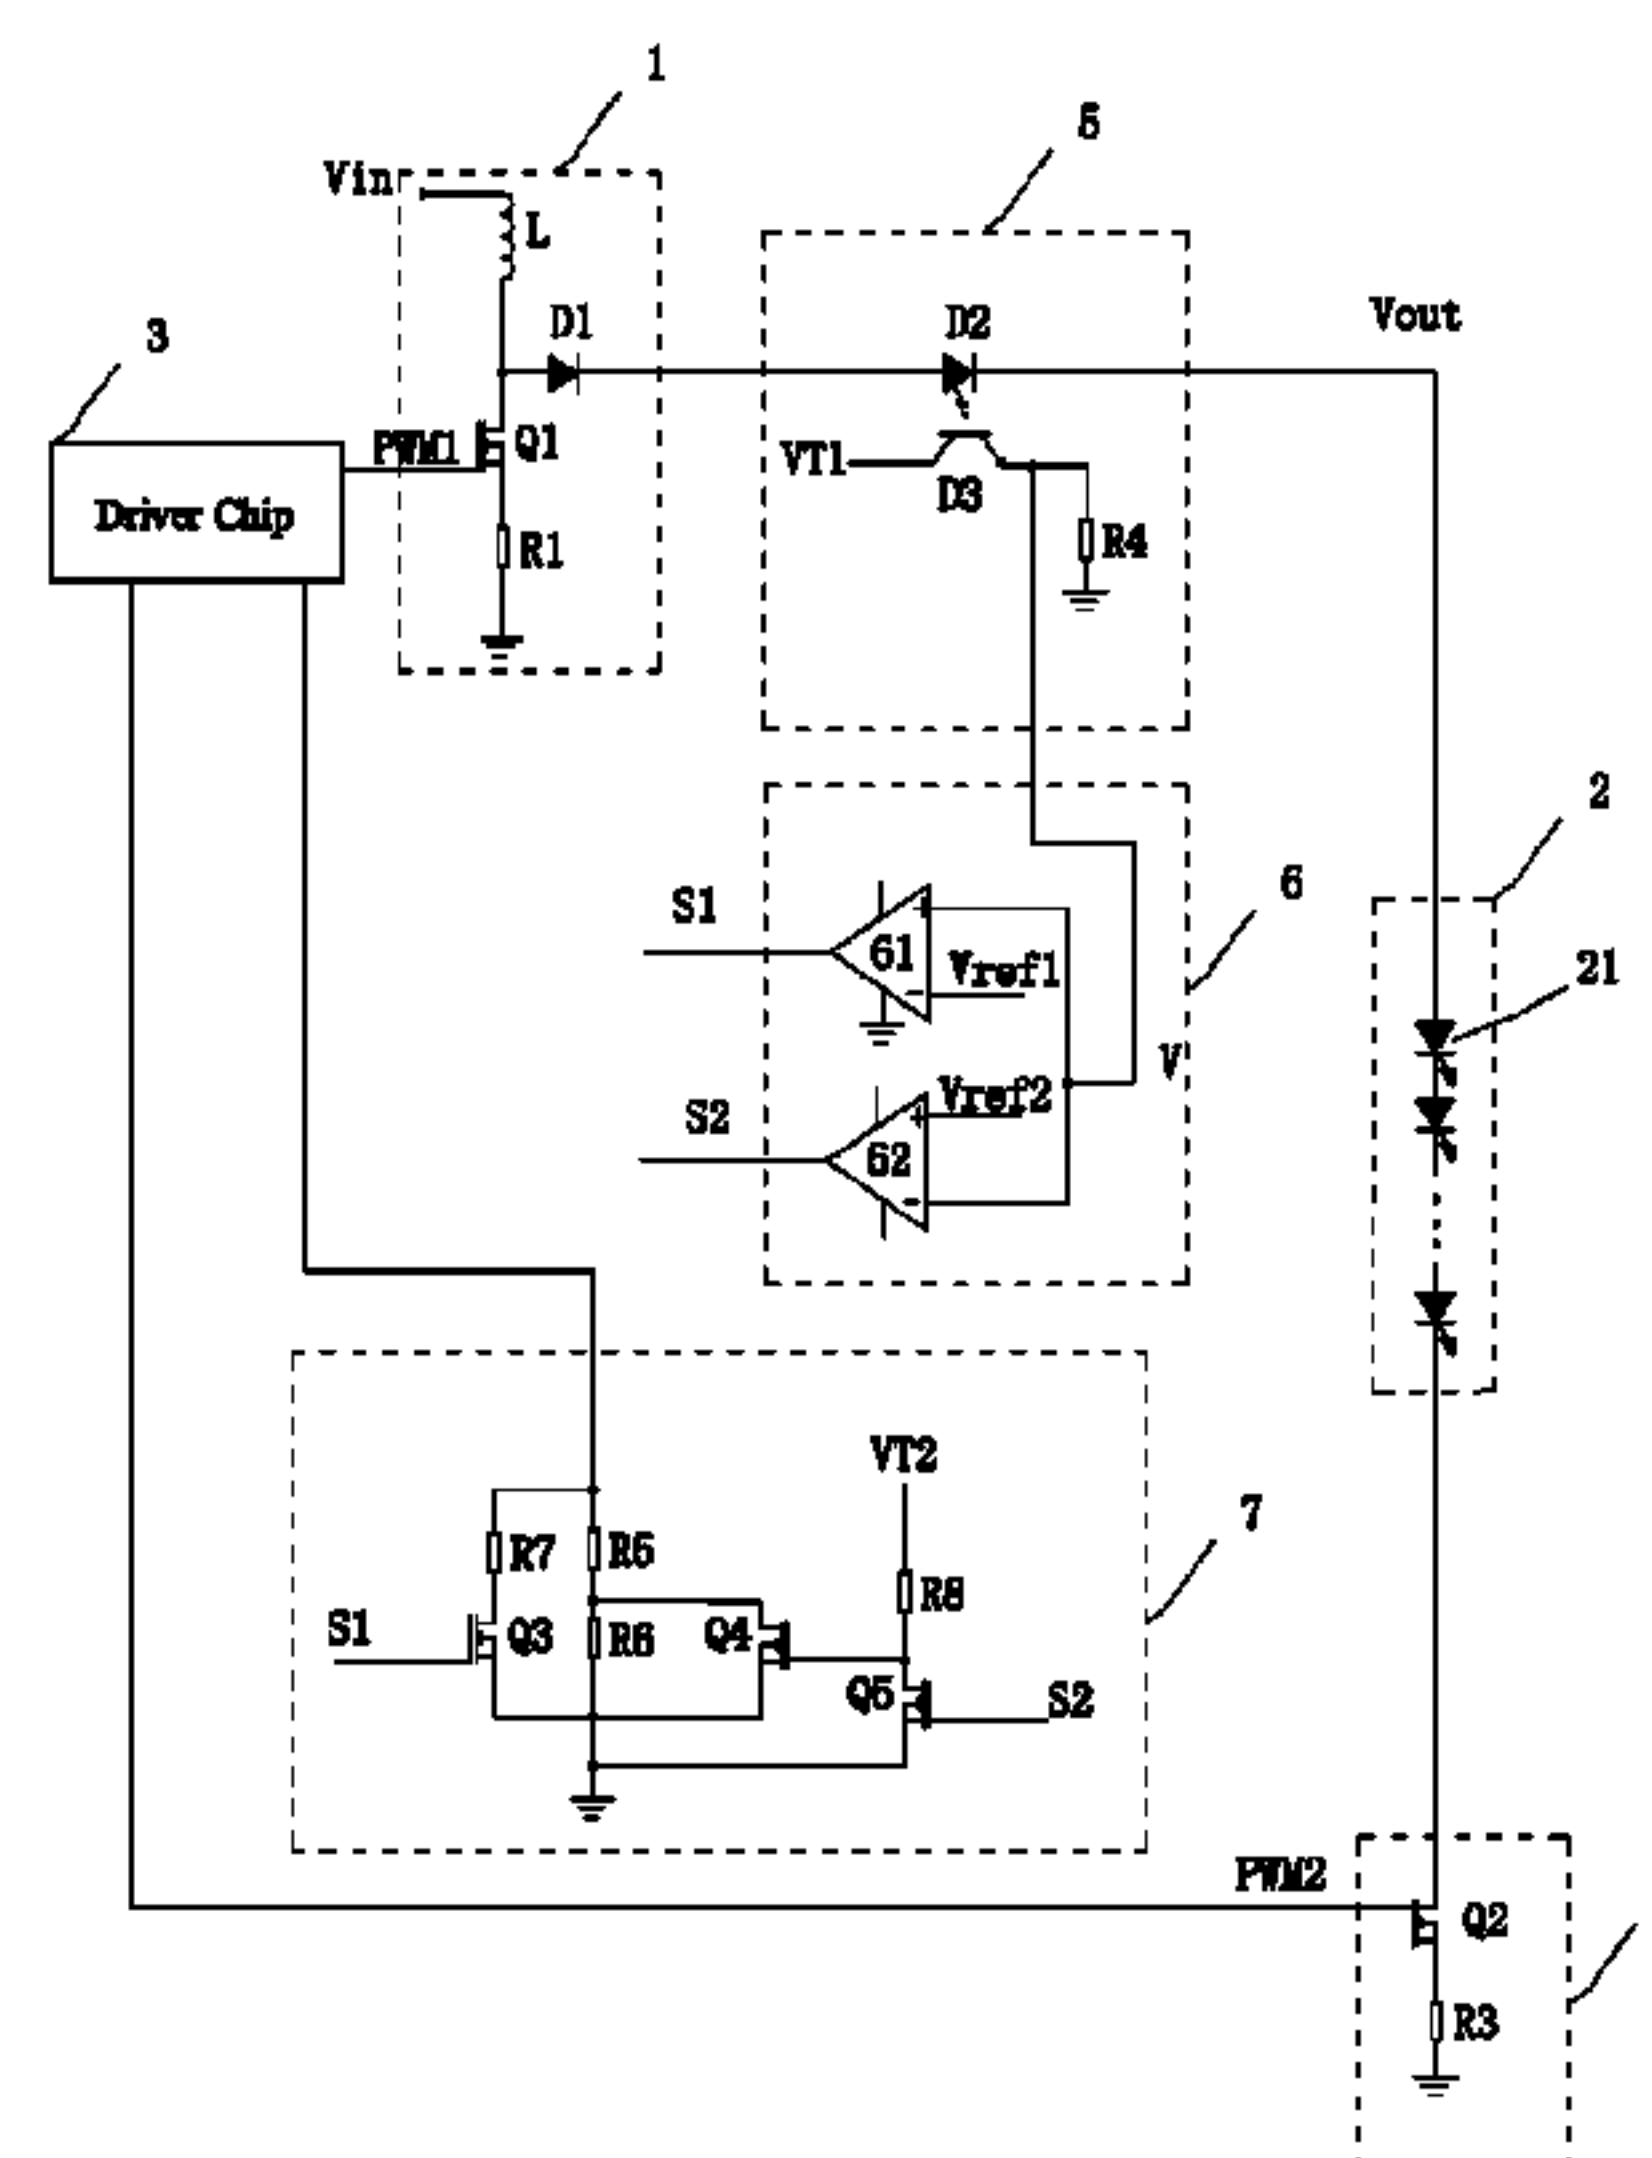 1
5
Vin
L
D1
D2
Vout
3
PWM1
Q1
VT1
D3
Driver Chip
R1
R4
2
6
S1
61
Vref1
21
V
Vref2
S2
62
VT2
7
R7
R5
R8
S1
Q3
R6
Q4
Q5
S2
PWM2
Q2
R3